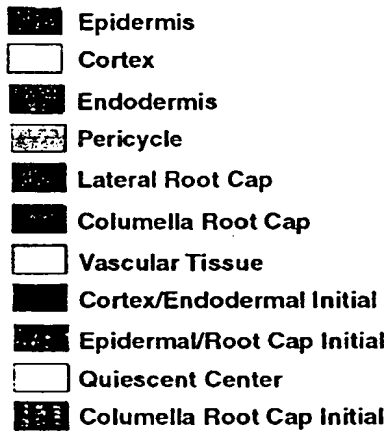 Epidermis
Cortex
Endodermis
Pericycle
Lateral Root Cap
Columella Root Cap
Vascular Tissue
Cortex/Endodermal Initial
Epidermal/Root Cap Initial
Quiescent Center
Columella Root Cap Initial